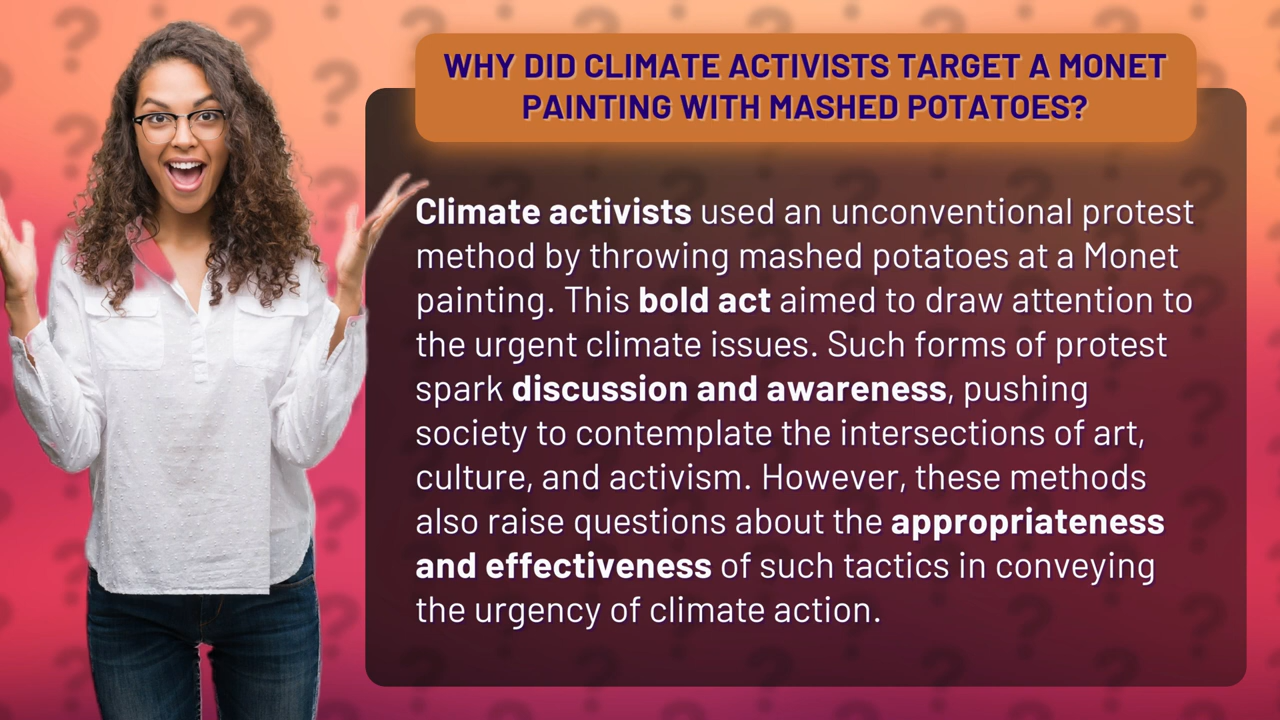 WHY DID CLIMATE ACTIVISTS TARGET A MONET
PAINTING WITH MASHED POTATOES?
Climate activists used an unconventional protest
method by throwing mashed potatoes at a Monet
painting. This bold act aimed to draw attention to
the urgent climate issues. Such forms of protest
spark discussion and awareness, pushing
society to contemplate the intersections of art,
culture, and activism. However, these methods
also raise questions about the appropriateness
and effectiveness of such tactics in conveying
the urgency of climate action.